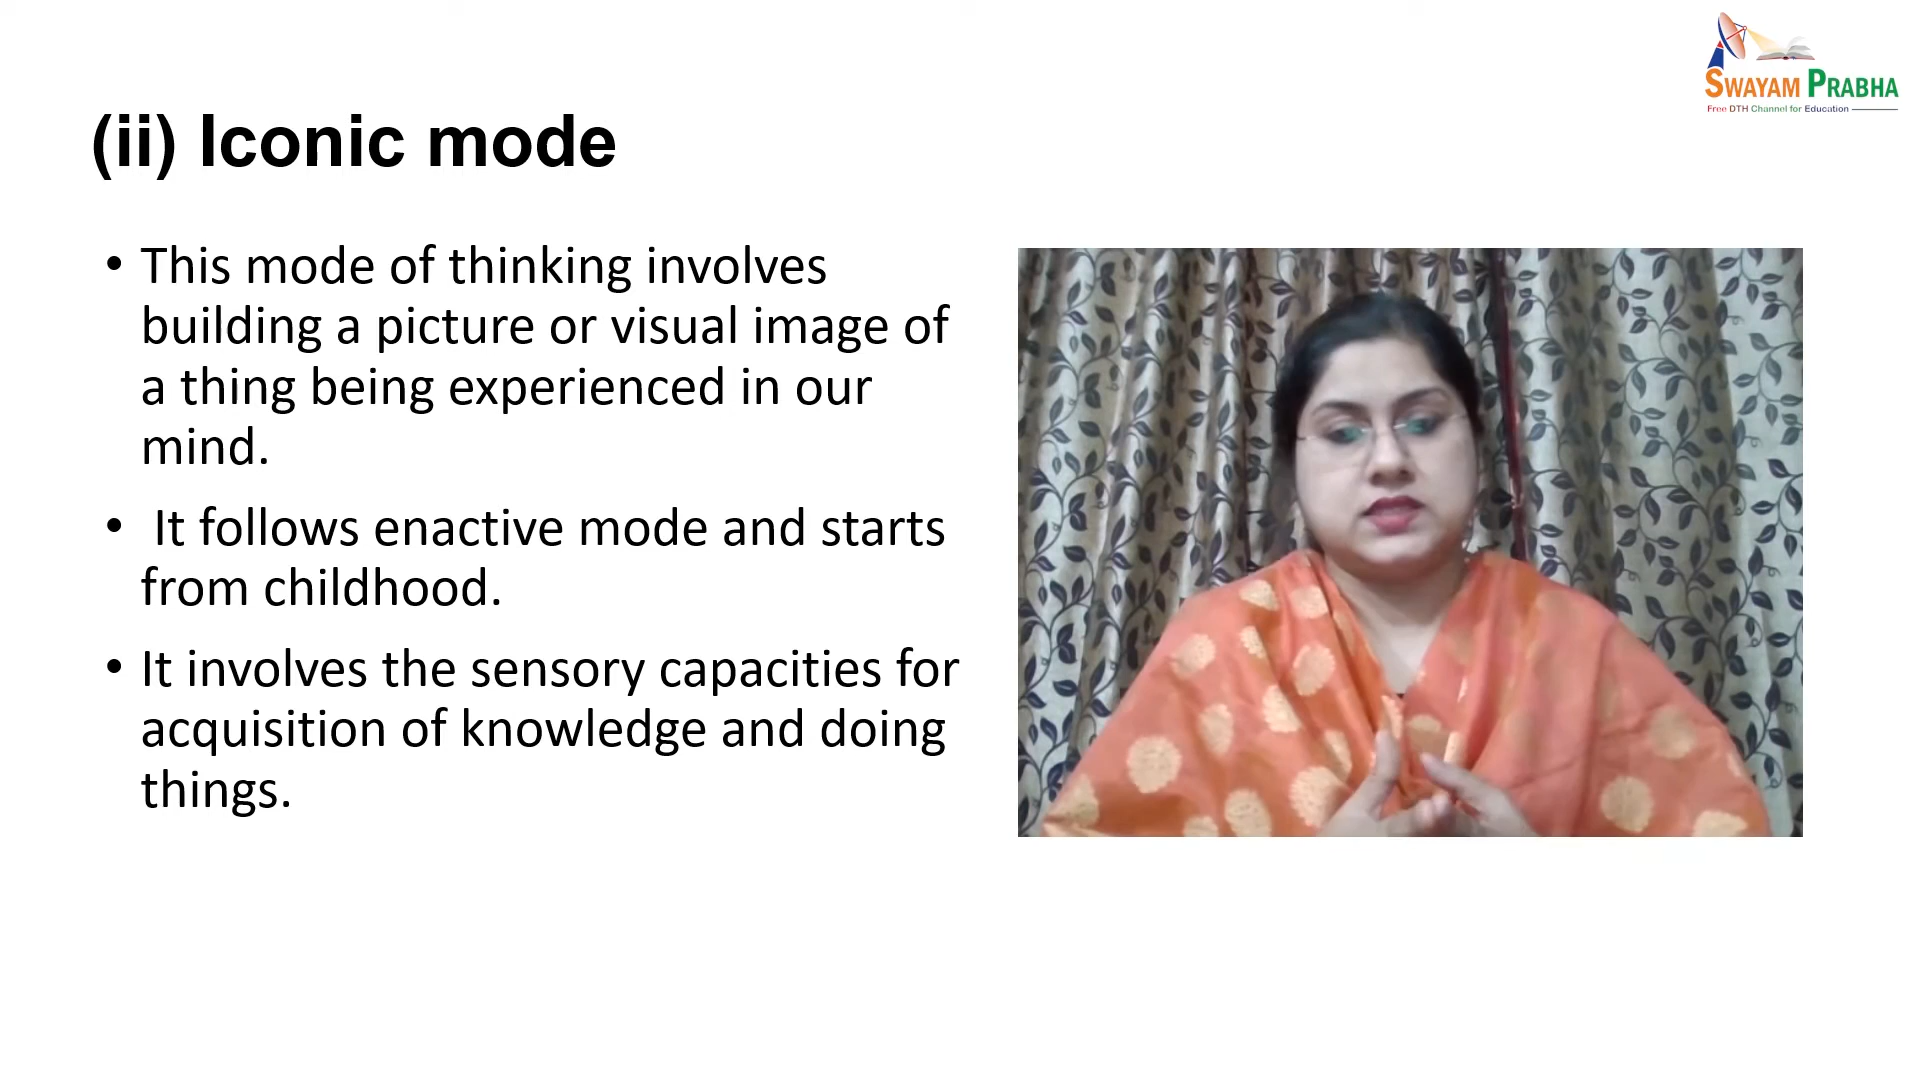 SWAYAM PRABHA
Free DTH Channel for Education
(ii) Iconic mode
• This mode of thinking involves
building a picture or visual image of
a thing being experienced in our
mind.
• It follows enactive mode and starts
from childhood.
• It involves the sensory capacities for
acquisition of knowledge and doing
things.